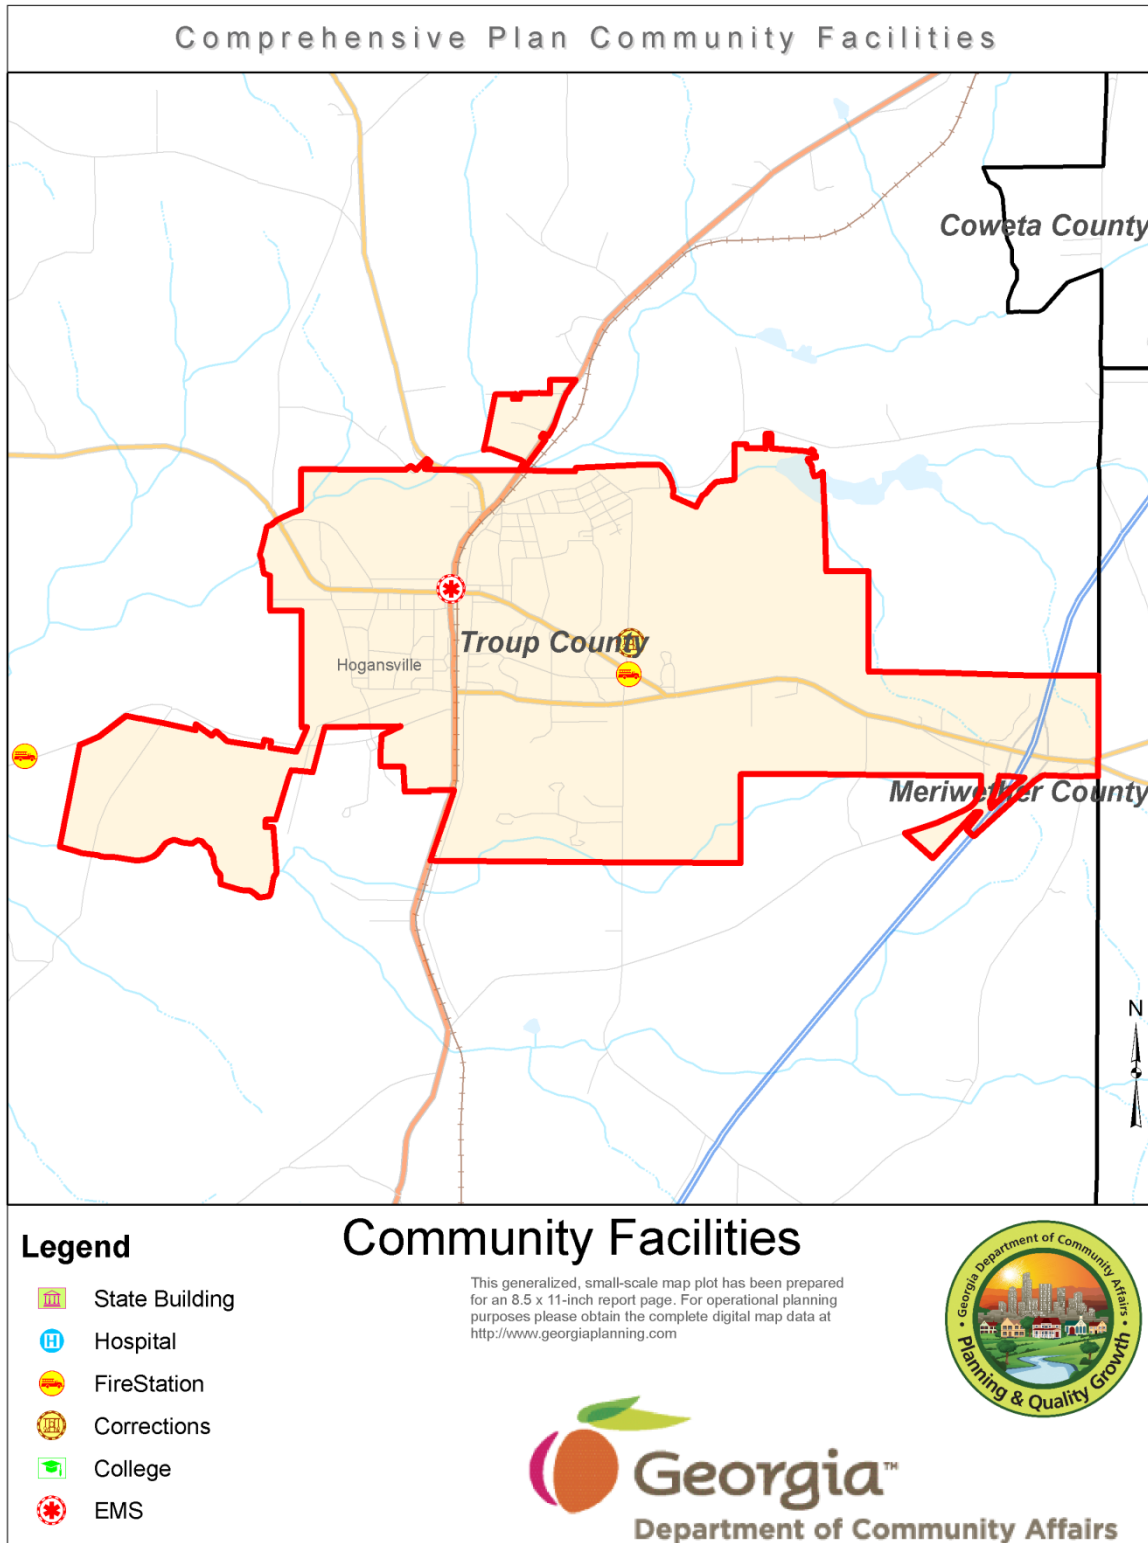 Comprehensive Plan Community Facilities
Coweta County
Troup County
Hogansville
Meriwether County
N
Legend
State Building
Hospital
FireStation
Corrections
College
EMS
Community Facilities
This generalized, small-scale map plot has been prepared
for an 8.5 x 11-inch report page. For operational planning
purposes please obtain the complete digital map data at
http://www.georgiaplanning.com
• Georgia Department of Community Affairs •
Planning & Quality Growth
Georgia™
Department of Community Affairs